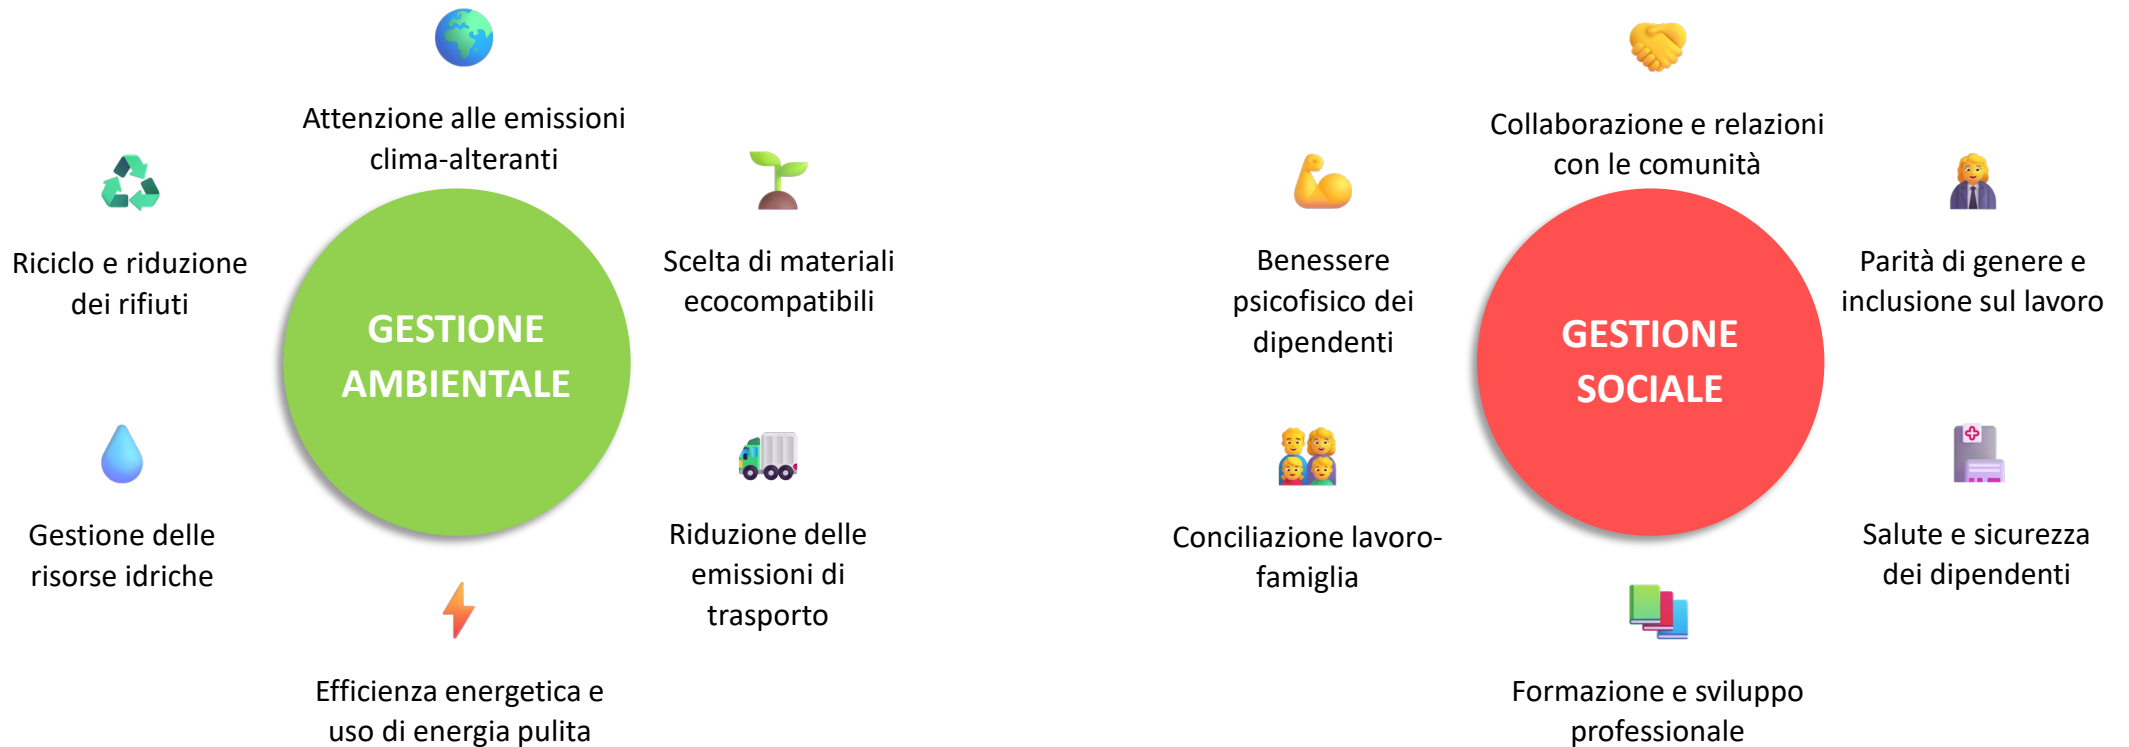 Attenzione alle emissioni
clima-alteranti
Riciclo e riduzione
dei rifiuti
Scelta di materiali
ecocompatibili
GESTIONE
AMBIENTALE
Gestione delle
risorse idriche
Riduzione delle
emissioni di
trasporto
Efficienza energetica e
uso di energia pulita
Collaborazione e relazioni
con le comunità
Benessere
psicofisico dei
dipendenti
Parità di genere e
inclusione sul lavoro
GESTIONE
SOCIALE
Conciliazione lavoro-
famiglia
Salute e sicurezza
dei dipendenti
Formazione e sviluppo
professionale